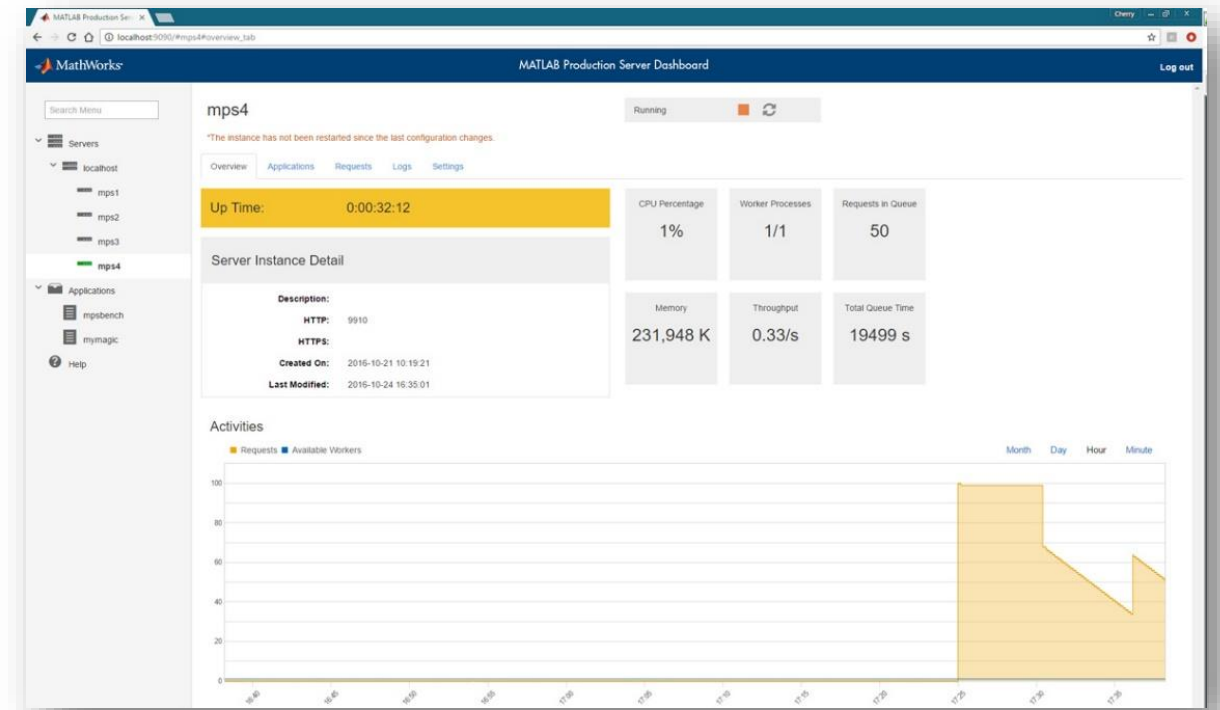 MATLAB Production Ser
Cherry
localhost:9090/#mps4#overview_tab
MathWorks
MATLAB Production Server Dashboard
Log out
Search Menu
Servers
localhost
mps1
mps2
mps3
mps4
Applications
mpsbench
mymagic
Help
mps4
Running
*The instance has not been restarted since the last configuration changes.
Overview Applications Requests Logs Settings
Up Time: 0:00:32:12
Server Instance Detail
Description:
HTTP: 9910
HTTPS:
Created On: 2016-10-21 10:19:21
Last Modified: 2016-10-24 16:35:01
CPU Percentage
1%
Worker Processes
1/1
Requests in Queue
50
Memory
231,948 K
Throughput
0.33/s
Total Queue Time
19499 s
Activities
Requests Available Workers
Month Day Hour Minute
100
80
60
40
20
0
16:40 16:45 16:50 16:55 17:00 17:05 17:10 17:15 17:20 17:25 17:30 17:35